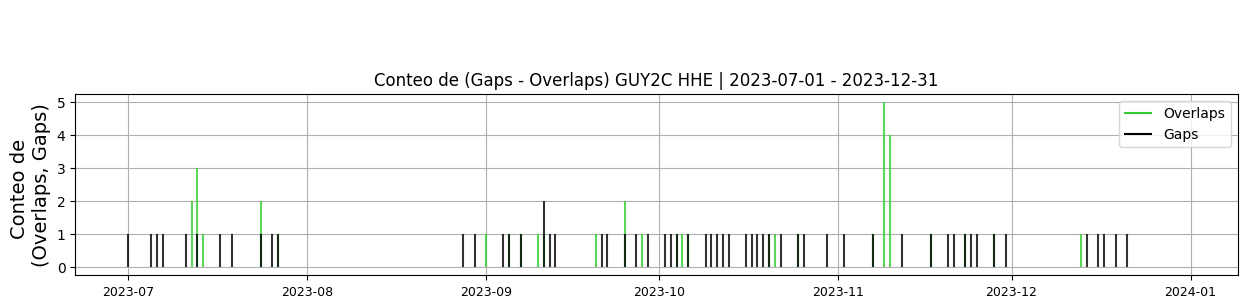 Conteo de (Gaps - Overlaps) GUY2C HHE | 2023-07-01 - 2023-12-31
Conteo de
(Overlaps, Gaps)
5
4
3
2
1
0
Overlaps
Gaps
2023-07
2023-08
2023-09
2023-10
2023-11
2023-12
2024-01